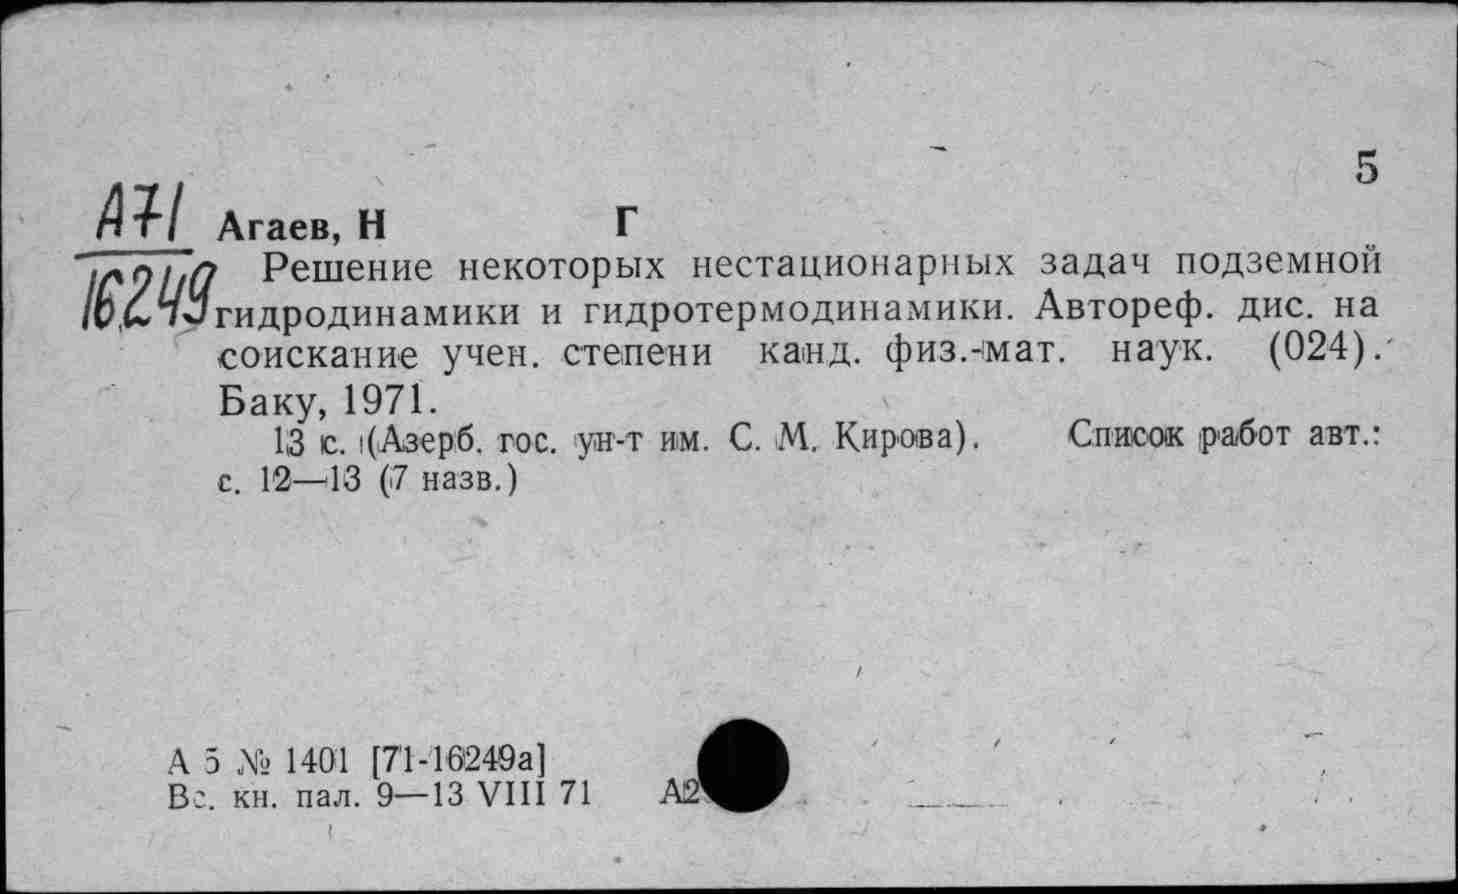 5
А71 Агаев, Н Г
16249 Решение некоторых нестационарных задач подземной
гидродинамики и гидротермодинамики. Автореф. дис. на
соискание учен. степени канд. физ.-мат. наук. (024).
Баку, 1971.
13 с. (Азерб. гос. ун-т им. С. М. Кирова). Список работ авт.:
с. 12—13 (7 назв.)
А 5 № 1401 [71-16249а]
Вс. кн. пал. 9—13 VIII 71 А2